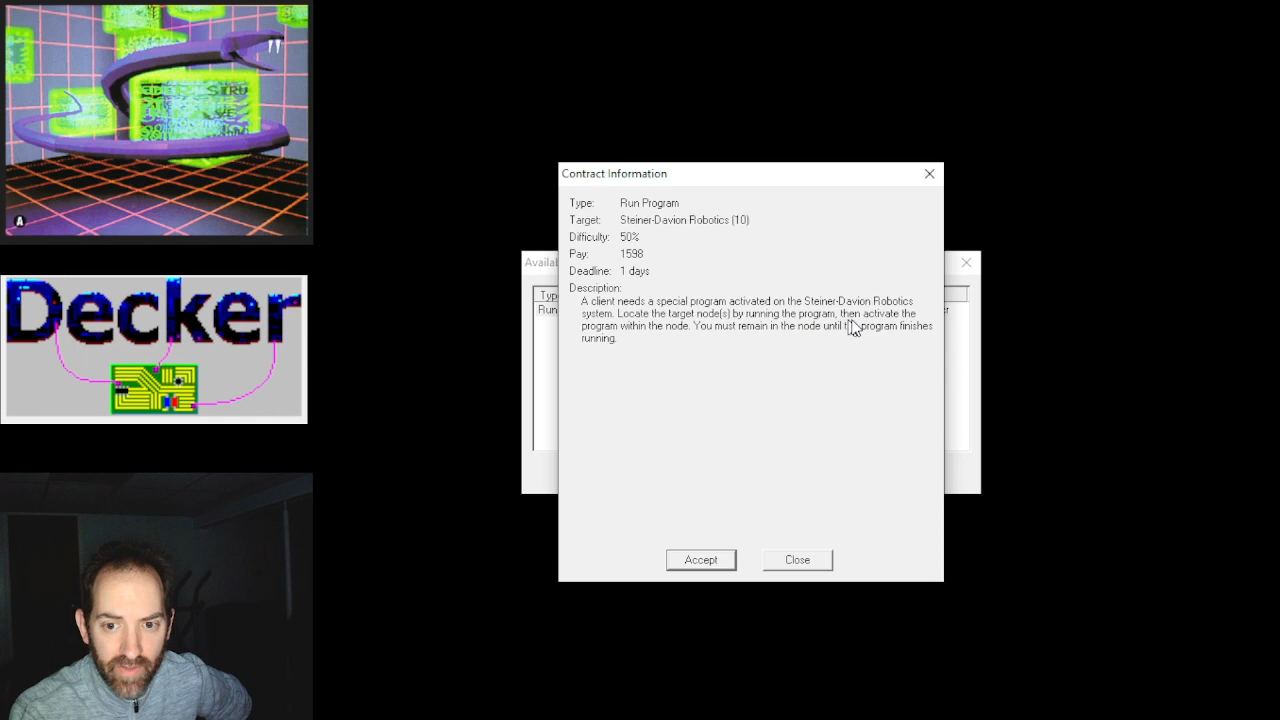 A
Decker
Contract Information
Type: Run Program
Target: Steiner-Davion Robotics (10)
Difficulty: 50%
Pay: 1598
Deadline: 1 days
Description:
A client needs a special program activated on the Steiner-Davion Robotics
system. Locate the target node(s) by running the program, then activate the
program within the node. You must remain in the node until program finishes
running.
Accept
Close
Availab
Typ
Run